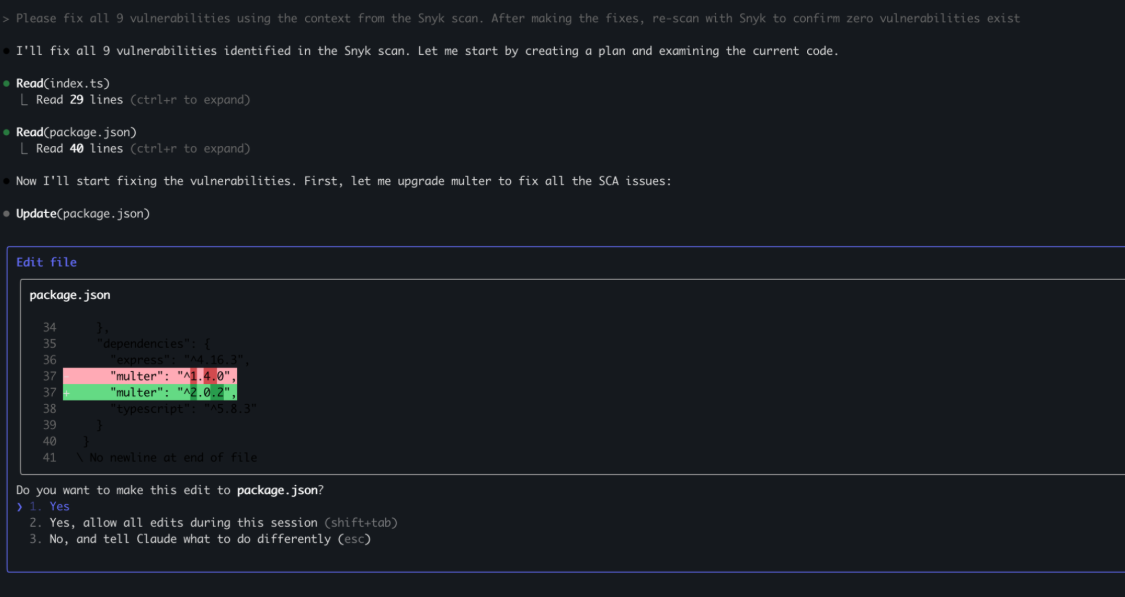 > Please fix all 9 vulnerabilities using the context from the Snyk scan. After making the fixes, re-scan with Snyk to confirm zero vulnerabilities exist
● I'll fix all 9 vulnerabilities identified in the Snyk scan. Let me start by creating a plan and examining the current code.
● Read(index.ts)
⎿ Read 29 lines (ctrl+r to expand)
● Read(package.json)
⎿ Read 40 lines (ctrl+r to expand)
● Now I'll start fixing the vulnerabilities. First, let me upgrade multer to fix all the SCA issues:
● Update(package.json)
Edit file
package.json
34 },
35 "dependencies": {
36 "express": "^4.16.3",
37 - "multer": "^1.4.0",
37 + "multer": "^2.0.2",
38 "typescript": "^5.8.3"
39 }
40 }
41 \ No newline at end of file
Do you want to make this edit to package.json?
❯ 1. Yes
2. Yes, allow all edits during this session (shift+tab)
3. No, and tell Claude what to do differently (esc)